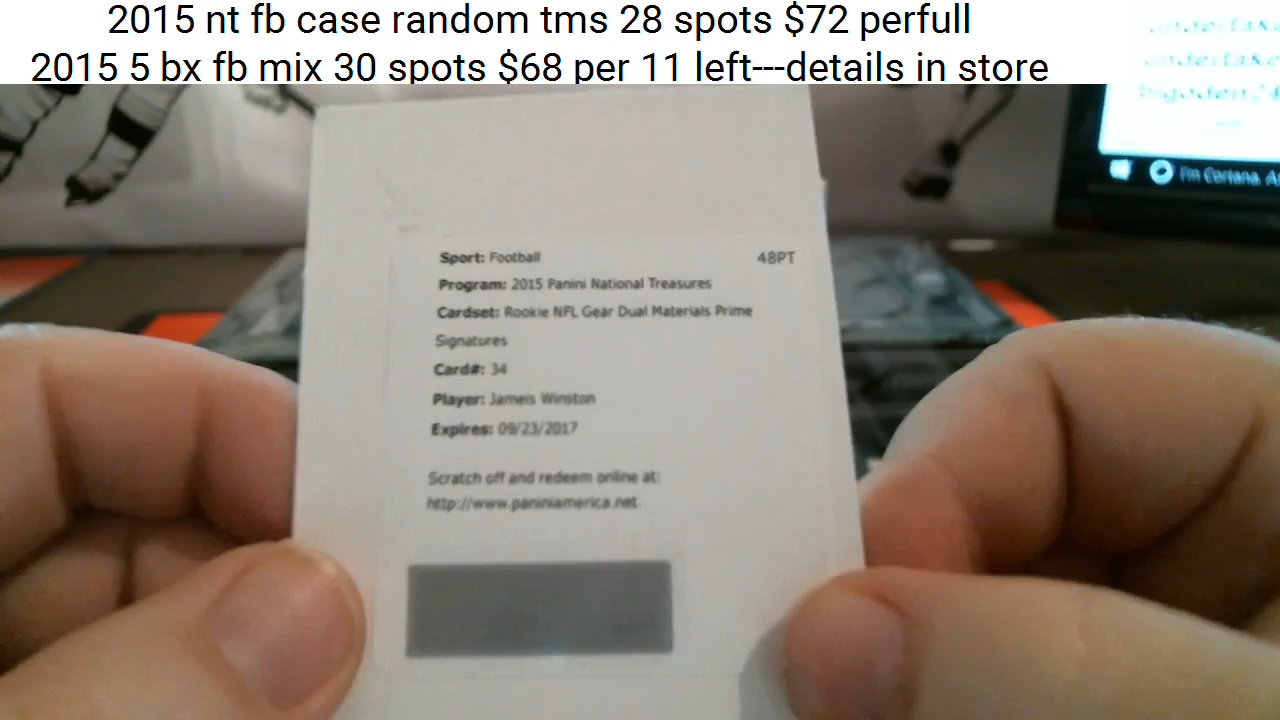 2015 nt fb case random tms 28 spots $72 perfull
2015 5 bx fb mix 30 spots $68 per 11 left---details in store
I'm Cortana. A
Sport: Football 48PT
Program: 2015 Panini National Treasures
Cardset: Rookie NFL Gear Dual Materials Prime
Signatures
Card#: 34
Player: Jameis Winston
Expires: 09/23/2017
Scratch off and redeem online at:
http://www.paniniamerica.net